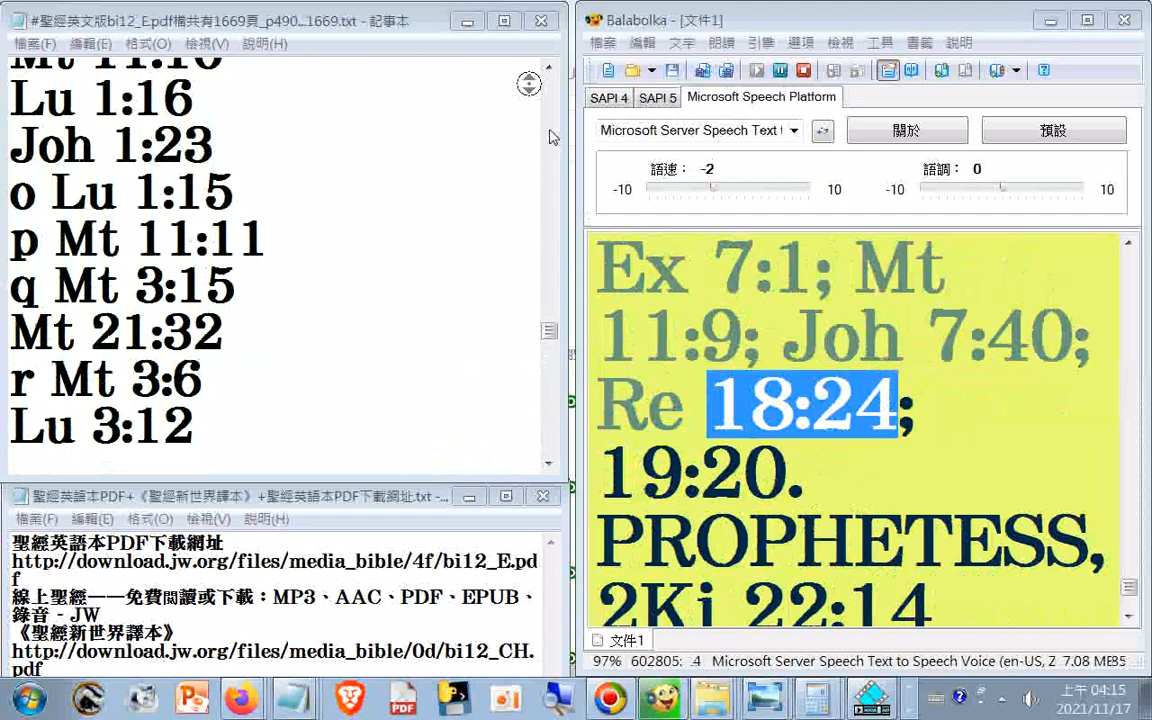 #聖經英文版bi12_E.pdf檔共有1669頁_p490...1669.txt - 記事本
檔案(F) 編輯(E) 格式(O) 檢視(V) 說明(H)
Mt 11:10
Lu 1:16
Joh 1:23
o Lu 1:15
p Mt 11:11
q Mt 3:15
Mt 21:32
r Mt 3:6
Lu 3:12
聖經英語本PDF+《聖經新世界譯本》+聖經英語本PDF下載網址.txt -...
檔案(F) 編輯(E) 格式(O) 檢視(V) 說明(H)
聖經英語本PDF下載網址
http://download.jw.org/files/media_bible/4f/bi12_E.pd
f
線上聖經——免費閱讀或下載：MP3、AAC、PDF、EPUB、
錄音 - JW
《聖經新世界譯本》
http://download.jw.org/files/media_bible/0d/bi12_CH.
pdf
Balabolka - [文件1]
檔案 編輯 文字 朗讀 引擎 選項 檢視 工具 書籤 說明
SAPI 4 SAPI 5 Microsoft Speech Platform
Microsoft Server Speech Text 關於 預設
語速： -2 語調： 0
-10 10 -10 10
Ex 7:1; Mt
11:9; Joh 7:40;
Re 18:24;
19:20.
PROPHETESS,
2Ki 22:14
文件1
97% Microsoft Server Speech Text to Speech Voice (en-US, Z 7.08 MB
PDF
上午 04:15
2021/11/17